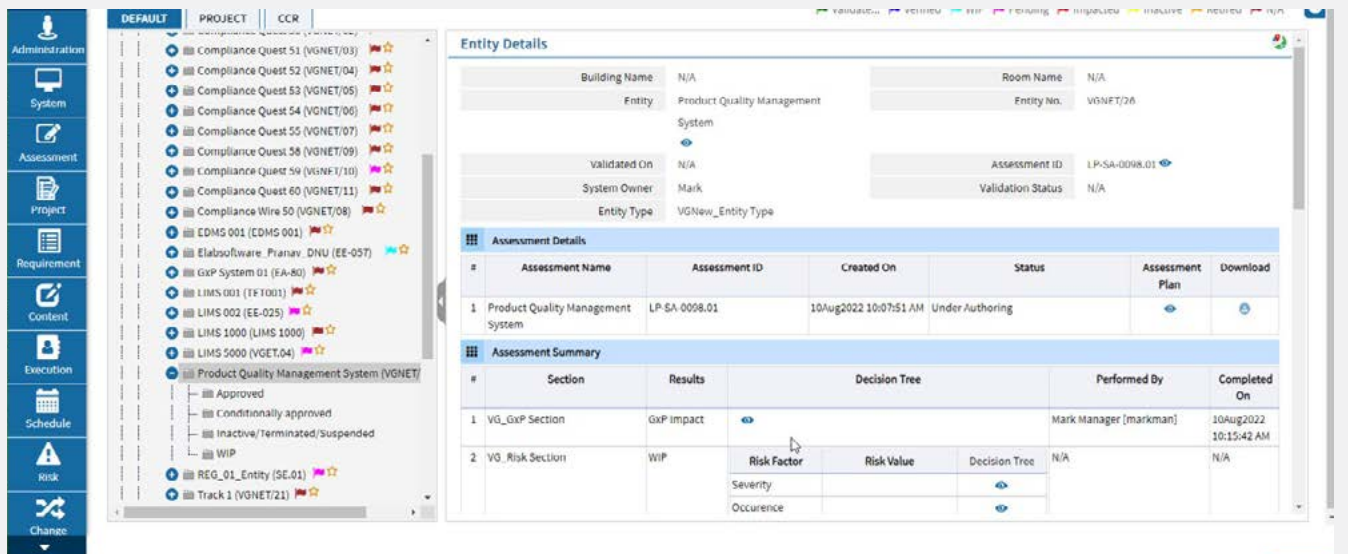 DEFAULT PROJECT CCR
Validate... Verified WIP Pending Impacted Inactive Retired N/A
Administration
System
Assessment
Project
Requirement
Content
Execution
Schedule
Risk
Change
Compliance Quest 51 (VGNET/03)
Compliance Quest 52 (VGNET/04)
Compliance Quest 53 (VGNET/05)
Compliance Quest 54 (VGNET/06)
Compliance Quest 55 (VGNET/07)
Compliance Quest 58 (VGNET/09)
Compliance Quest 59 (VGNET/10)
Compliance Quest 60 (VGNET/11)
Compliance Wire 50 (VGNET/08)
EDMS 001 (EDMS 001)
Elabsoftware_Pranav_DNU (EE-057)
GxP System 01 (EA-80)
LIMS 001 (TET001)
LIMS 002 (EE-025)
LIMS 1000 (LIMS 1000)
LIMS 5000 (VGET.04)
Product Quality Management System (VGNET/
Approved
Conditionally approved
Inactive/Terminated/Suspended
WIP
REG_01_Entity (SE.01)
Track 1 (VGNET/21)
Entity Details
Building Name N/A Room Name N/A
Entity Product Quality Management Entity No. VGNET/26
System
Validated On N/A Assessment ID LP-SA-0098.01
System Owner Mark Validation Status N/A
Entity Type VGNew_Entity Type
Assessment Details
# Assessment Name Assessment ID Created On Status Assessment Download
Plan
1 Product Quality Management LP-SA-0098.01 10Aug2022 10:07:51 AM Under Authoring
System
Assessment Summary
# Section Results Decision Tree Performed By Completed
On
1 VG_GxP Section GxP Impact Mark Manager [markman] 10Aug2022
10:15:42 AM
2 VG_Risk Section WIP Risk Factor Risk Value Decision Tree N/A N/A
Severity
Occurence